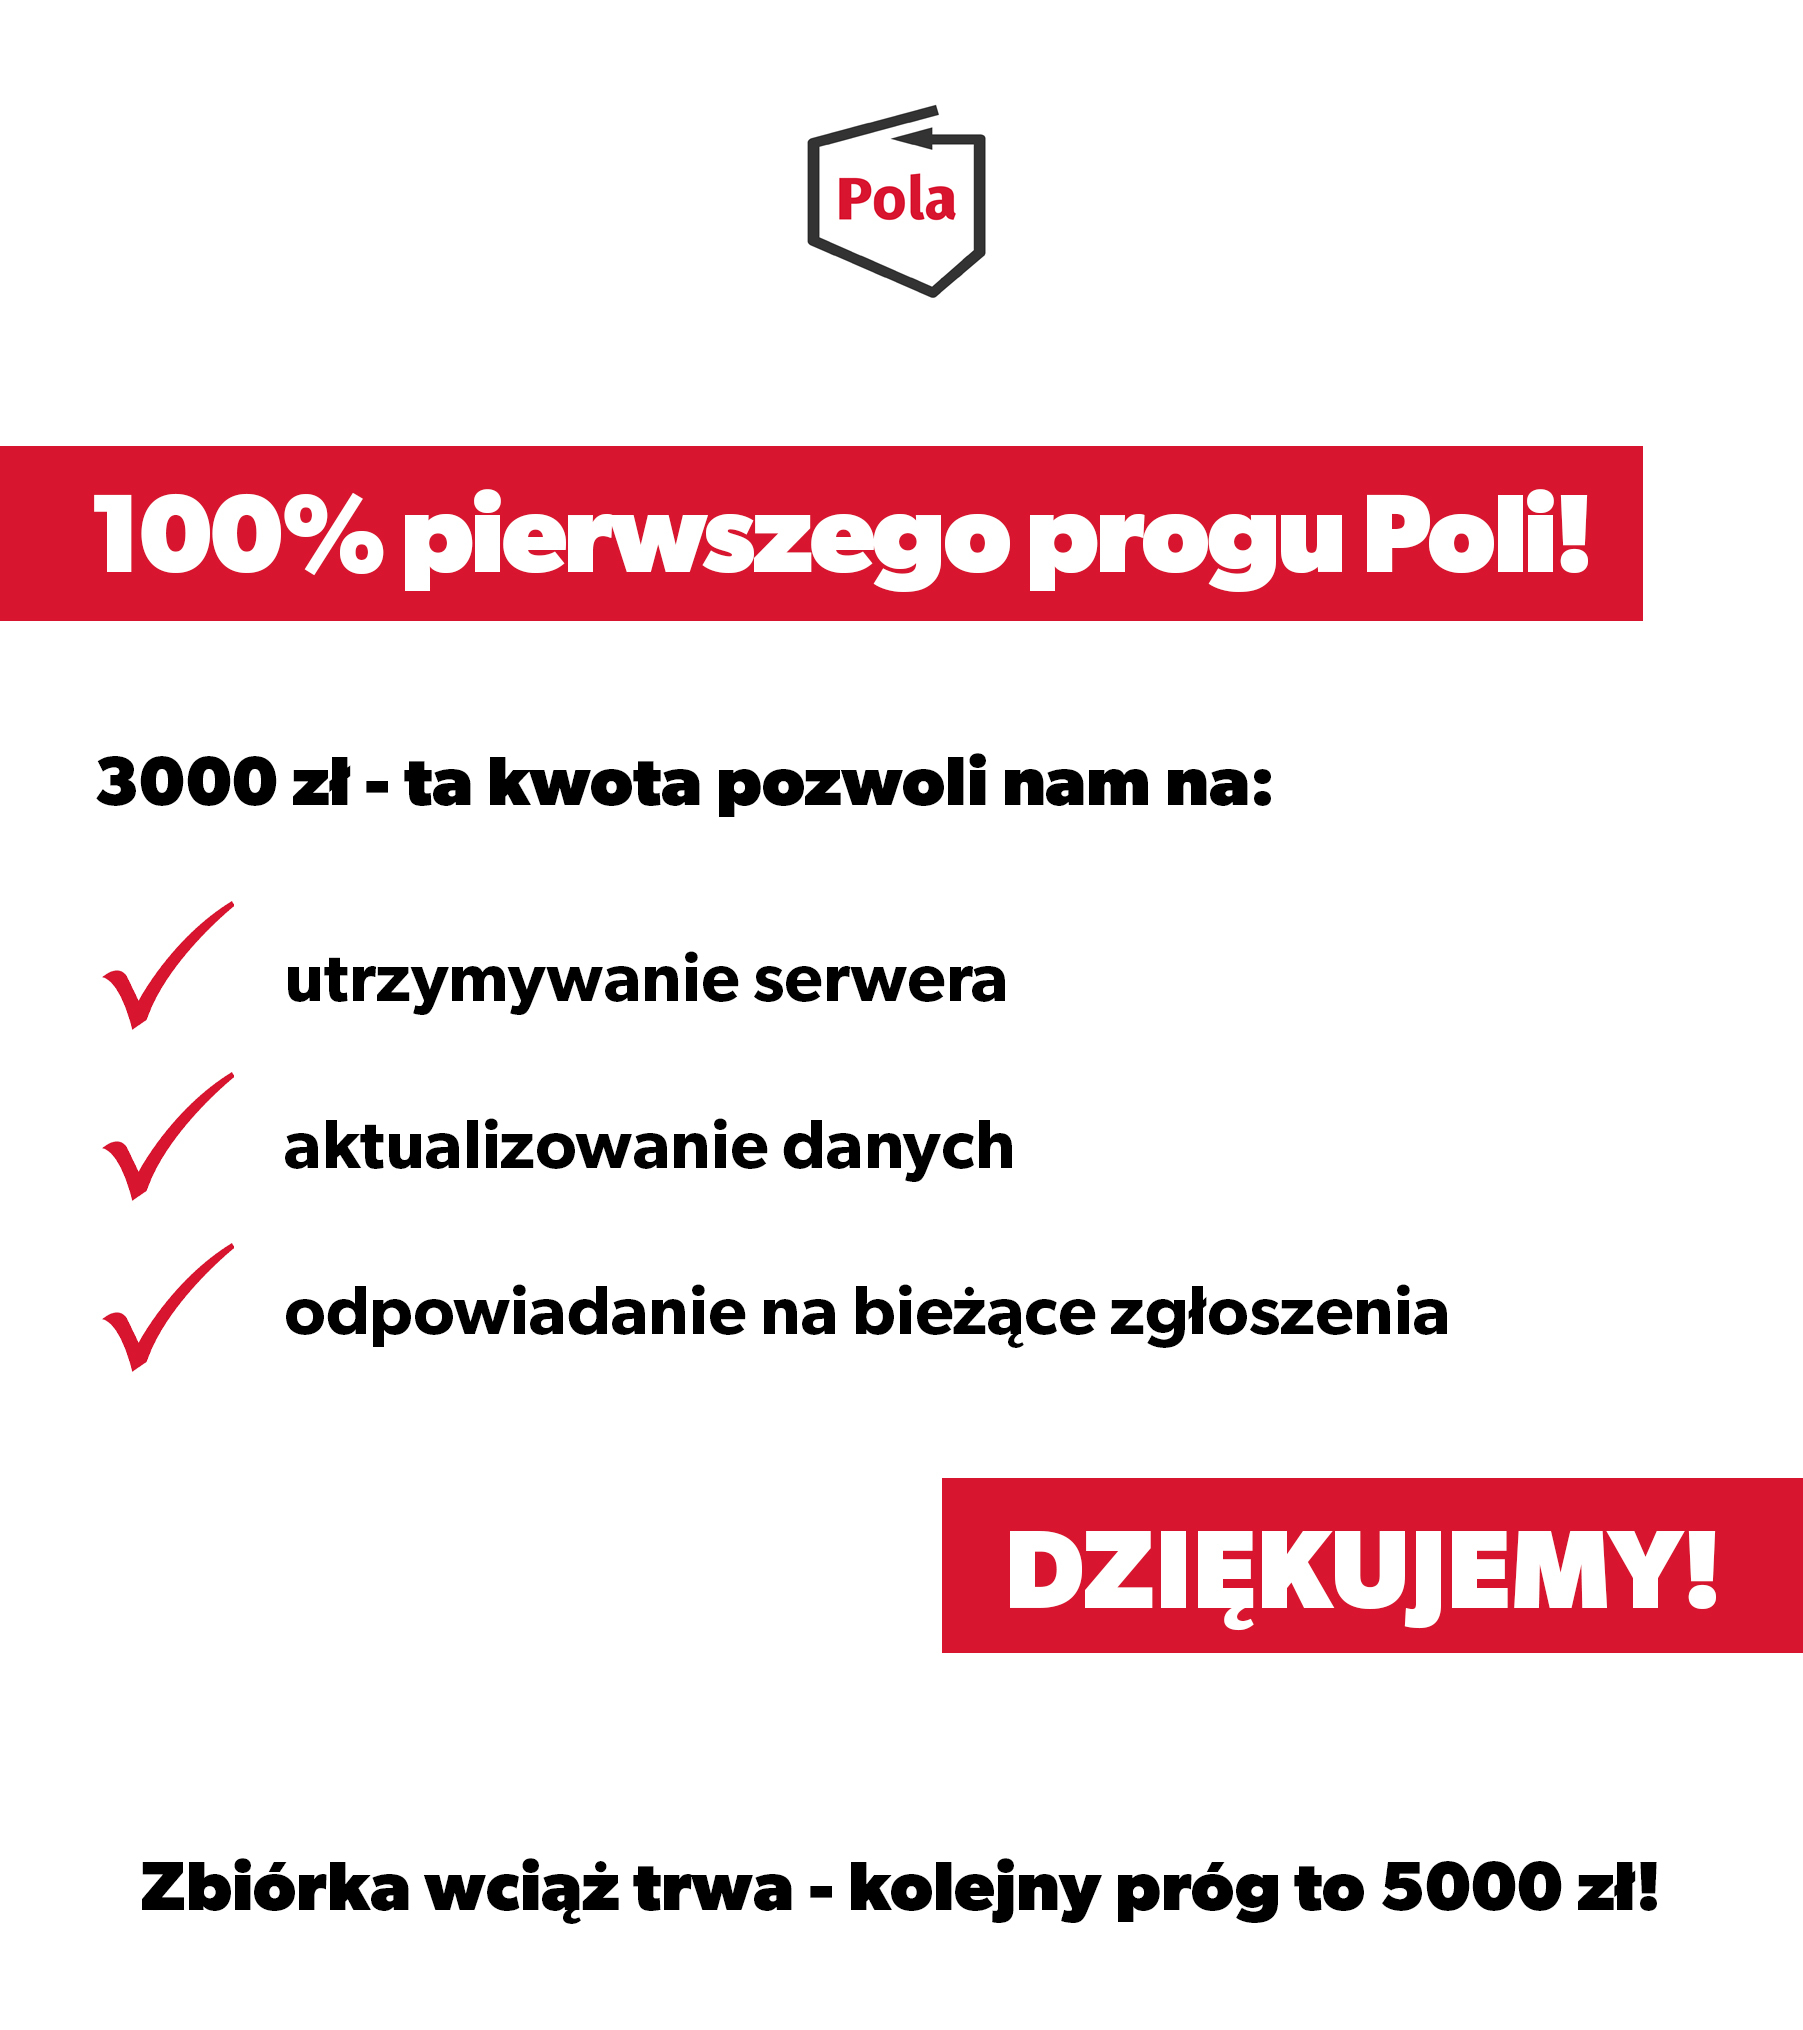 Pola
100% pierwszego progu Poli!
3000 zł - ta kwota pozwoli nam na:
utrzymywanie serwera
aktualizowanie danych
odpowiadanie na bieżące zgłoszenia
DZIĘKUJEMY!
Zbiórka wciąż trwa - kolejny próg to 5000 zł!